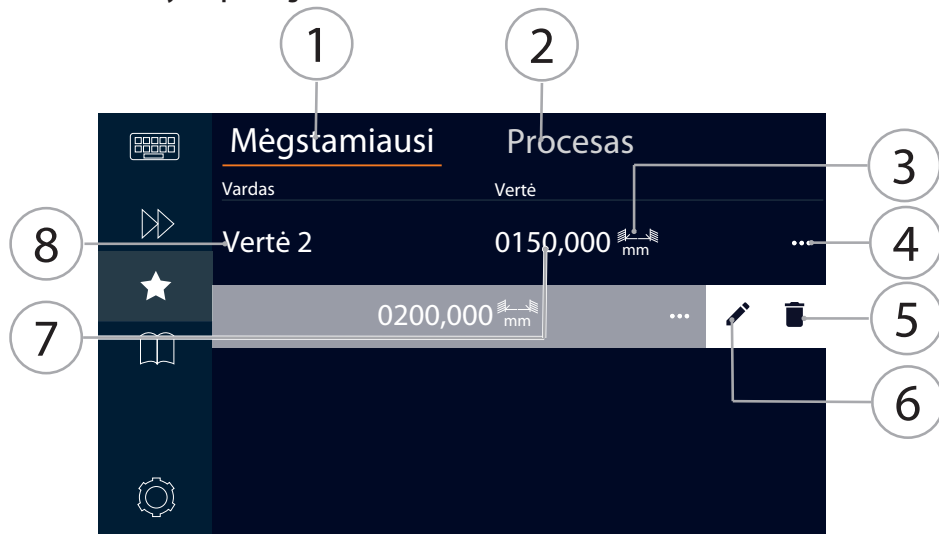 1 2
Mėgstamiausi Procesas
3
Vardas Vertė
8 Vertė 2 0150,000 mm ... 4
7 0200,000 mm ... 5
6